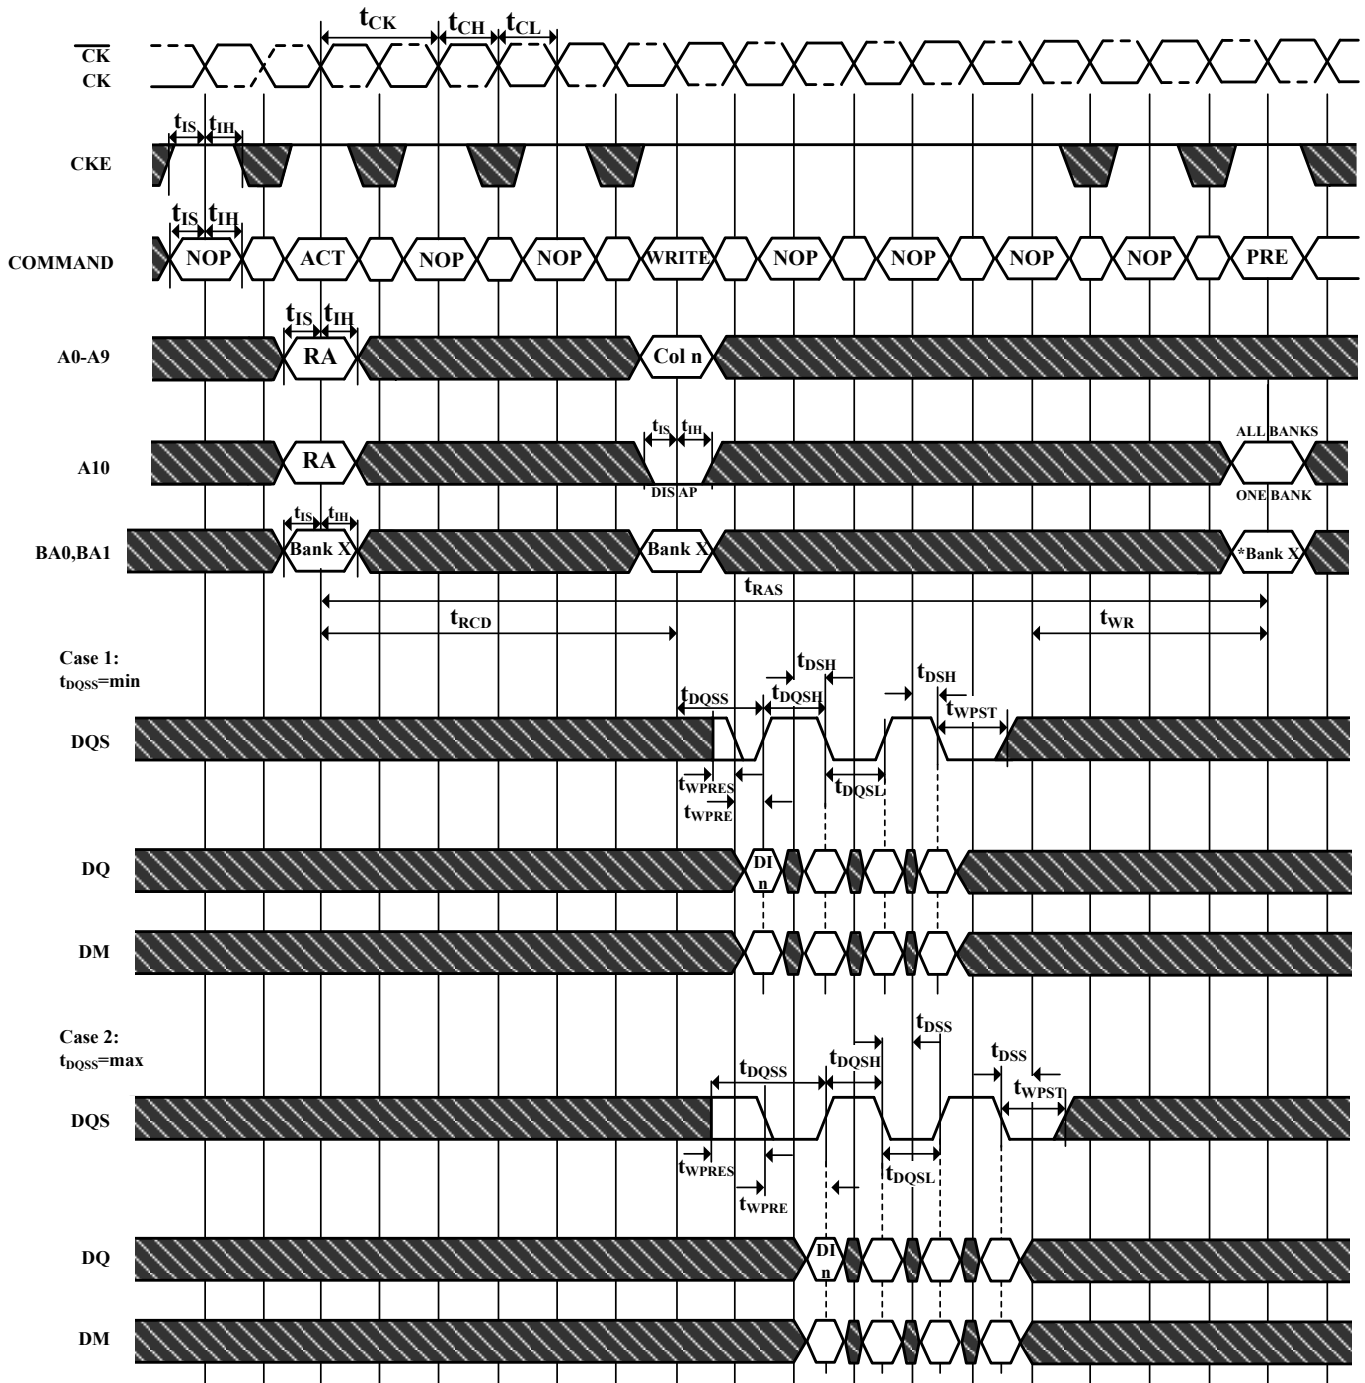 tCK tCH tCL
CK
CK
tIS tIH
CKE
tIS tIH
COMMAND NOP ACT NOP NOP WRITE NOP NOP NOP NOP PRE
tIS tIH
A0-A9 RA Col n
tIS tIH ALL BANKS
A10 RA
DIS AP ONE BANK
tIS tIH
BA0,BA1 Bank X Bank X *Bank X
tRAS
tRCD tWR
Case 1:
tDQSS=min
tDSH tDSH
tDQSS tDQSH tWPST
DQS
tWPRES tDQSL
tWPRE
DQ DI
n
DM
Case 2:
tDQSS=max
tDSS tDSS
tDQSS tDQSH tWPST
DQS
tWPRES tDQSL
tWPRE
DQ DI
n
DM